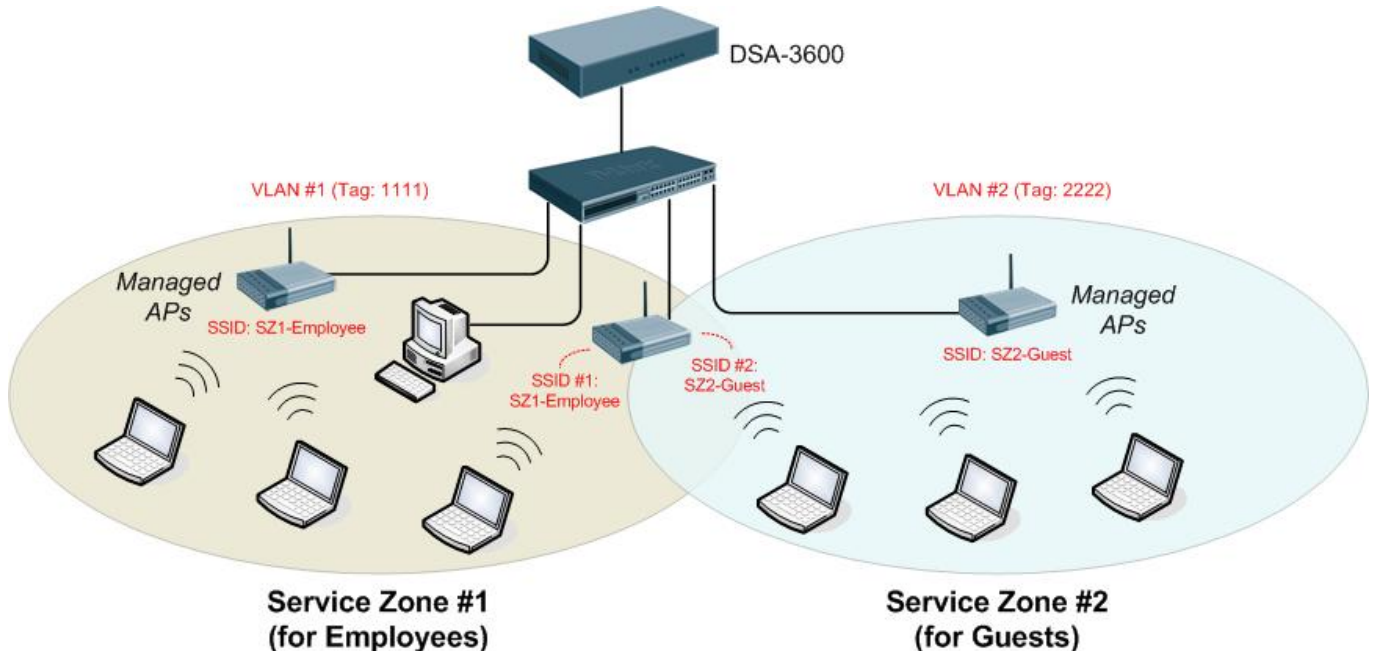 DSA-3600
VLAN #1 (Tag: 1111)
VLAN #2 (Tag: 2222)
Managed
APs
SSID: SZ1-Employee
SSID #1:
SZ1-Employee
SSID #2:
SZ2-Guest
Managed
APs
SSID: SZ2-Guest
Service Zone #1
(for Employees)
Service Zone #2
(for Guests)